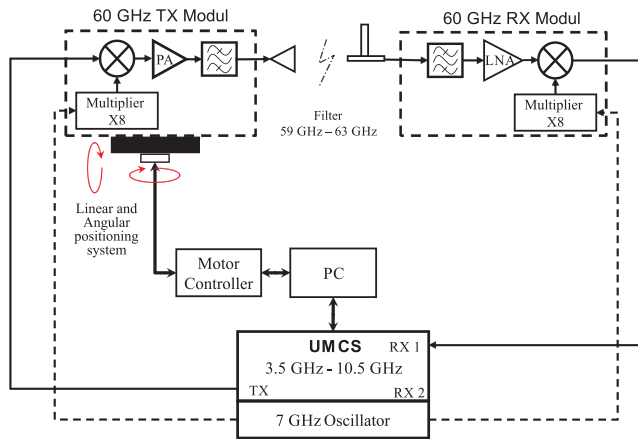 60 GHz TX Modul
60 GHz RX Modul
PA
LNA
Multiplier
X8
Multiplier
X8
Filter
59 GHz – 63 GHz
Linear and
Angular
positioning
system
Motor
Controller
PC
UMCS
RX 1
3.5 GHz - 10.5 GHz
TX
RX 2
7 GHz Oscillator